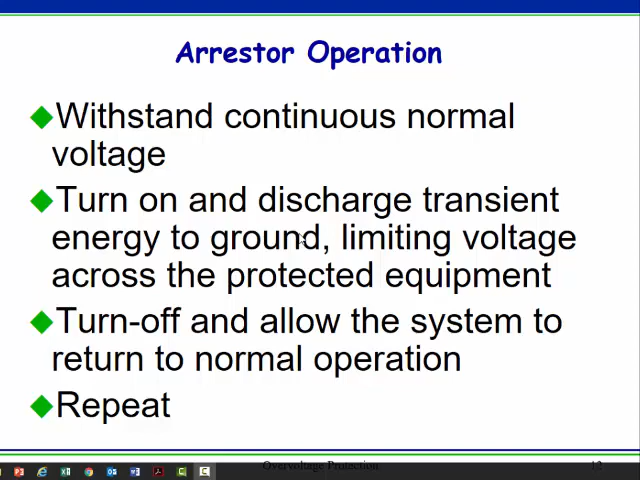 Arrestor Operation
Withstand continuous normal
voltage
Turn on and discharge transient
energy to ground, limiting voltage
across the protected equipment
Turn-off and allow the system to
return to normal operation
Repeat
Overvoltage Protection
12